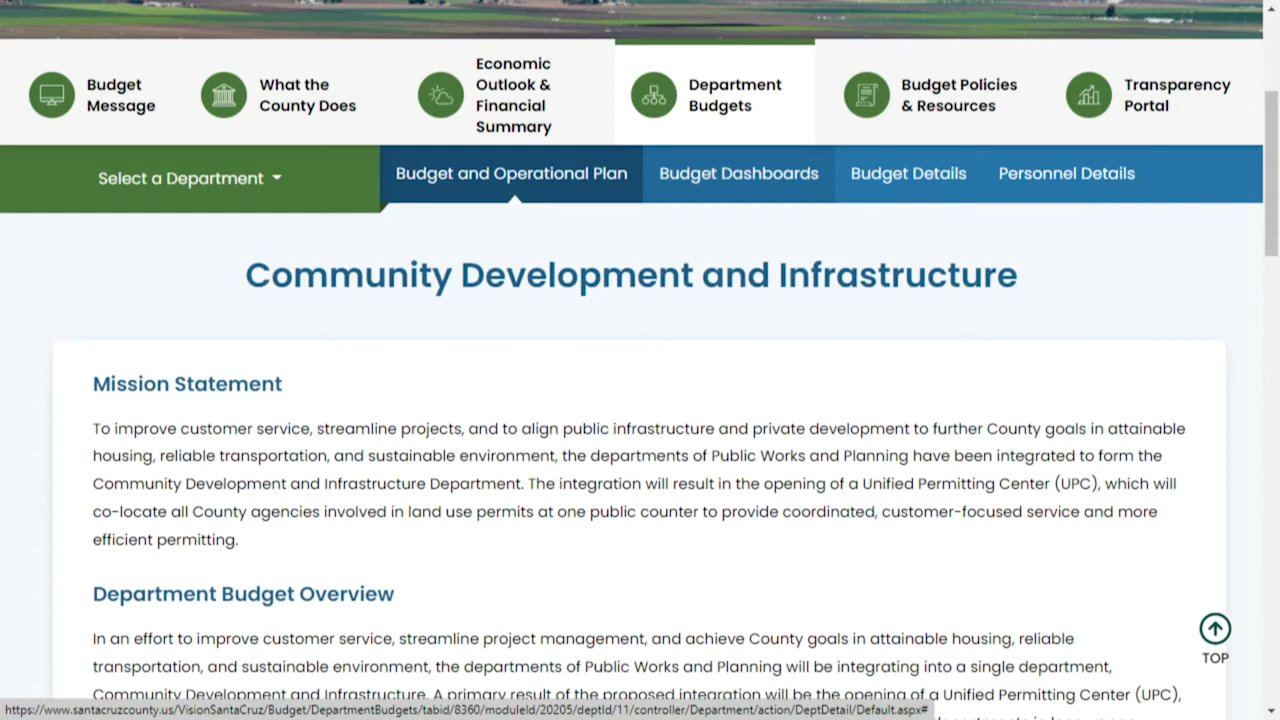 Budget
Message
What the
County Does
Economic
Outlook &
Financial
Summary
Department
Budgets
Budget Policies
& Resources
Transparency
Portal
Select a Department
Budget and Operational Plan
Budget Dashboards
Budget Details
Personnel Details
Community Development and Infrastructure
Mission Statement
To improve customer service, streamline projects, and to align public infrastructure and private development to further County goals in attainable
housing, reliable transportation, and sustainable environment, the departments of Public Works and Planning have been integrated to form the
Community Development and Infrastructure Department. The integration will result in the opening of a Unified Permitting Center (UPC), which will
co-locate all County agencies involved in land use permits at one public counter to provide coordinated, customer-focused service and more
efficient permitting.
Department Budget Overview
In an effort to improve customer service, streamline project management, and achieve County goals in attainable housing, reliable
transportation, and sustainable environment, the departments of Public Works and Planning will be integrating into a single department,
Community Development and Infrastructure. A primary result of the proposed integration will be the opening of a Unified Permitting Center (UPC),
TOP
https://www.santacruzcounty.us/VisionSantaCruz/Budget/DepartmentBudgets/tabid/8360/moduleId/20205/deptId/11/controller/Department/action/DeptDetail/Default.aspx#